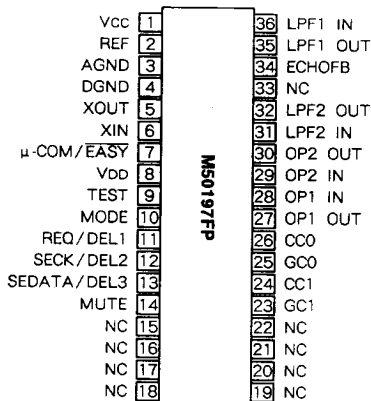 Vcc 1 36 LPF1 IN
REF 2 35 LPF1 OUT
AGND 3 34 ECHOFB
DGND 4 33 NC
XOUT 5 32 LPF2 OUT
XIN 6 31 LPF2 IN
μ-COM/EASY 7 30 OP2 OUT
VDD 8 29 OP2 IN
TEST 9 28 OP1 IN
MODE 10 27 OP1 OUT
REQ/DEL1 11 26 CC0
SECK/DEL2 12 25 GC0
SEDATA/DEL3 13 24 CC1
MUTE 14 23 GC1
NC 15 22 NC
NC 16 21 NC
NC 17 20 NC
NC 18 19 NC
M50197FP